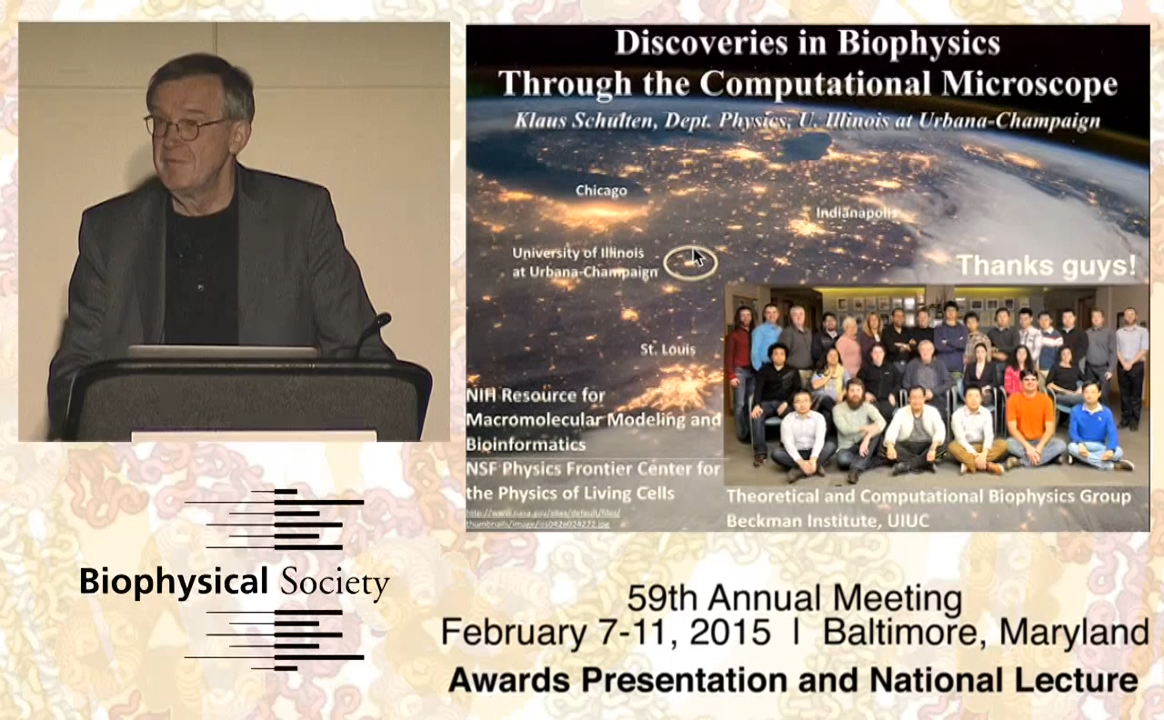 Discoveries in Biophysics
Through the Computational Microscope
Klaus Schulten, Dept. Physics, U. Illinois at Urbana-Champaign
Chicago
Indianapolis
University of Illinois
at Urbana-Champaign
Thanks guys!
St. Louis
NIH Resource for
Macromolecular Modeling and
Bioinformatics
NSF Physics Frontier Center for
the Physics of Living Cells
Theoretical and Computational Biophysics Group
Beckman Institute, UIUC
Biophysical Society
59th Annual Meeting
February 7-11, 2015 | Baltimore, Maryland
Awards Presentation and National Lecture